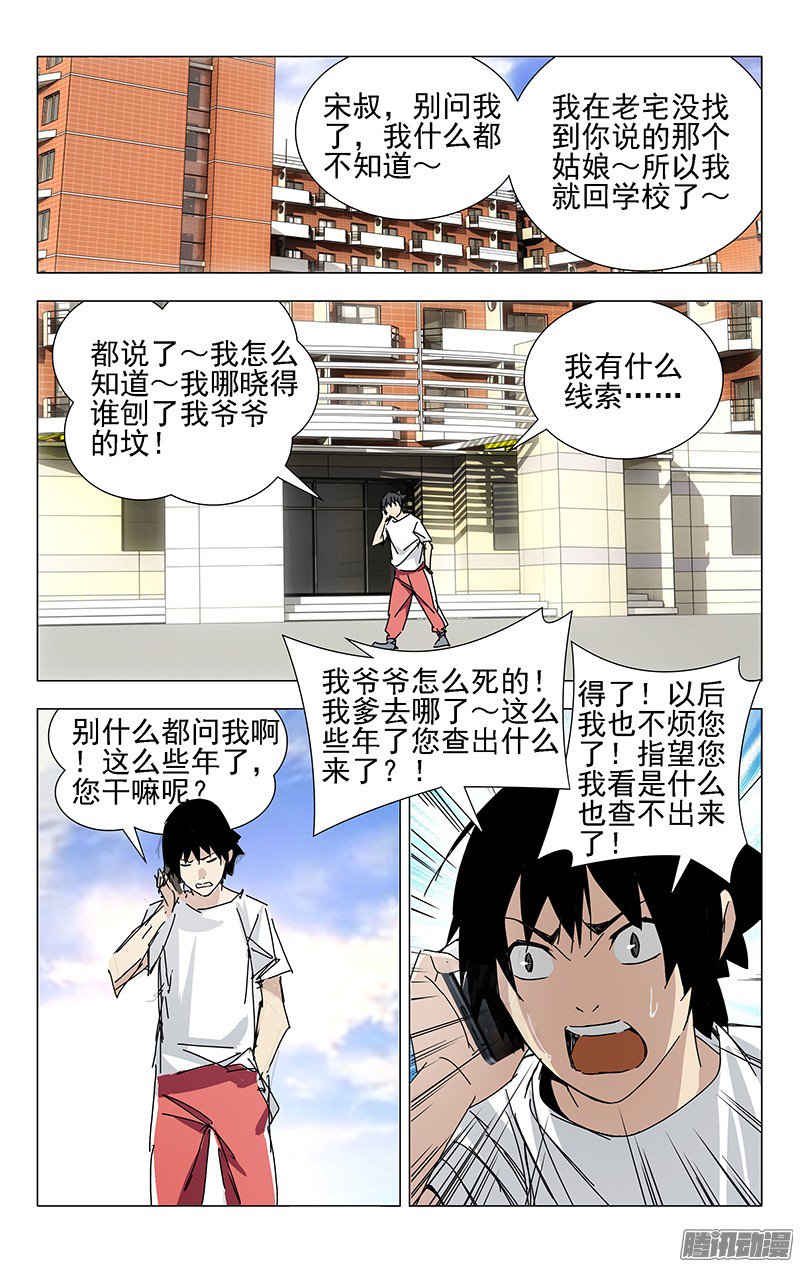 宋叔，别问我
了，我什么都
不知道～
我在老宅没找
到你说的那个
姑娘～所以我
就回学校了～
都说了～我怎么
知道～我哪晓得
谁刨了我爷爷
的坟！
我有什么
线索……
别什么都问我啊
！这么些年了，
您干嘛呢？
我爷爷怎么死的！
我爹去哪了～这么
些年了您查出什么
来了？！
得了！以后
我也不烦您
了！指望您
我看是什么
也查不出来
了！
腾讯动漫